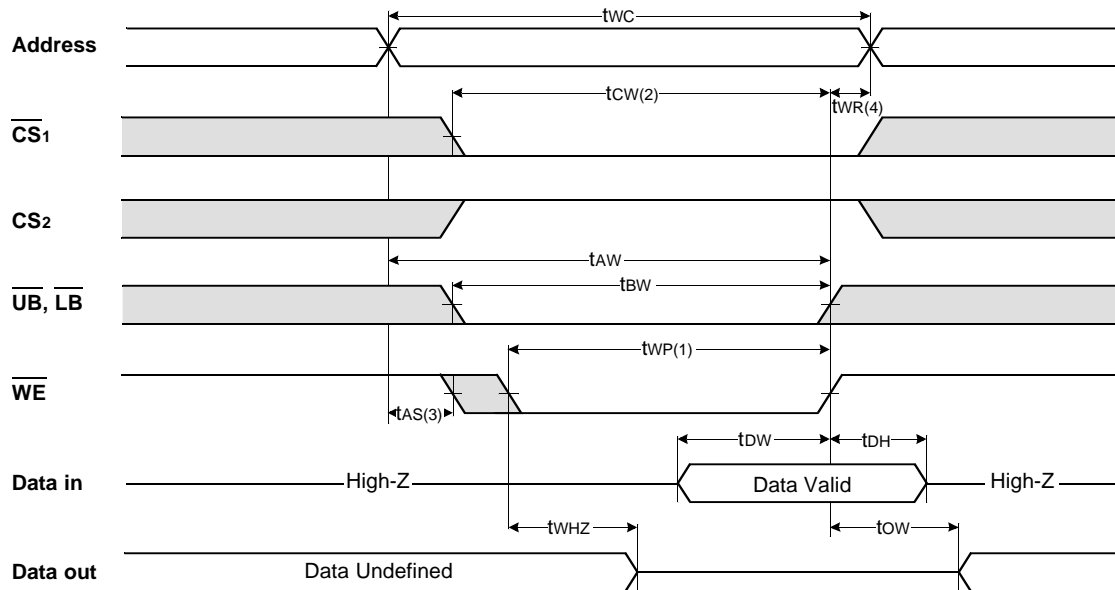 tWC
Address
tCW(2)
tWR(4)
CS1
CS2
tAW
tBW
UB, LB
tWP(1)
WE
tAS(3)
tDW
tDH
Data in
High-Z
Data Valid
High-Z
tWHZ
tOW
Data out
Data Undefined